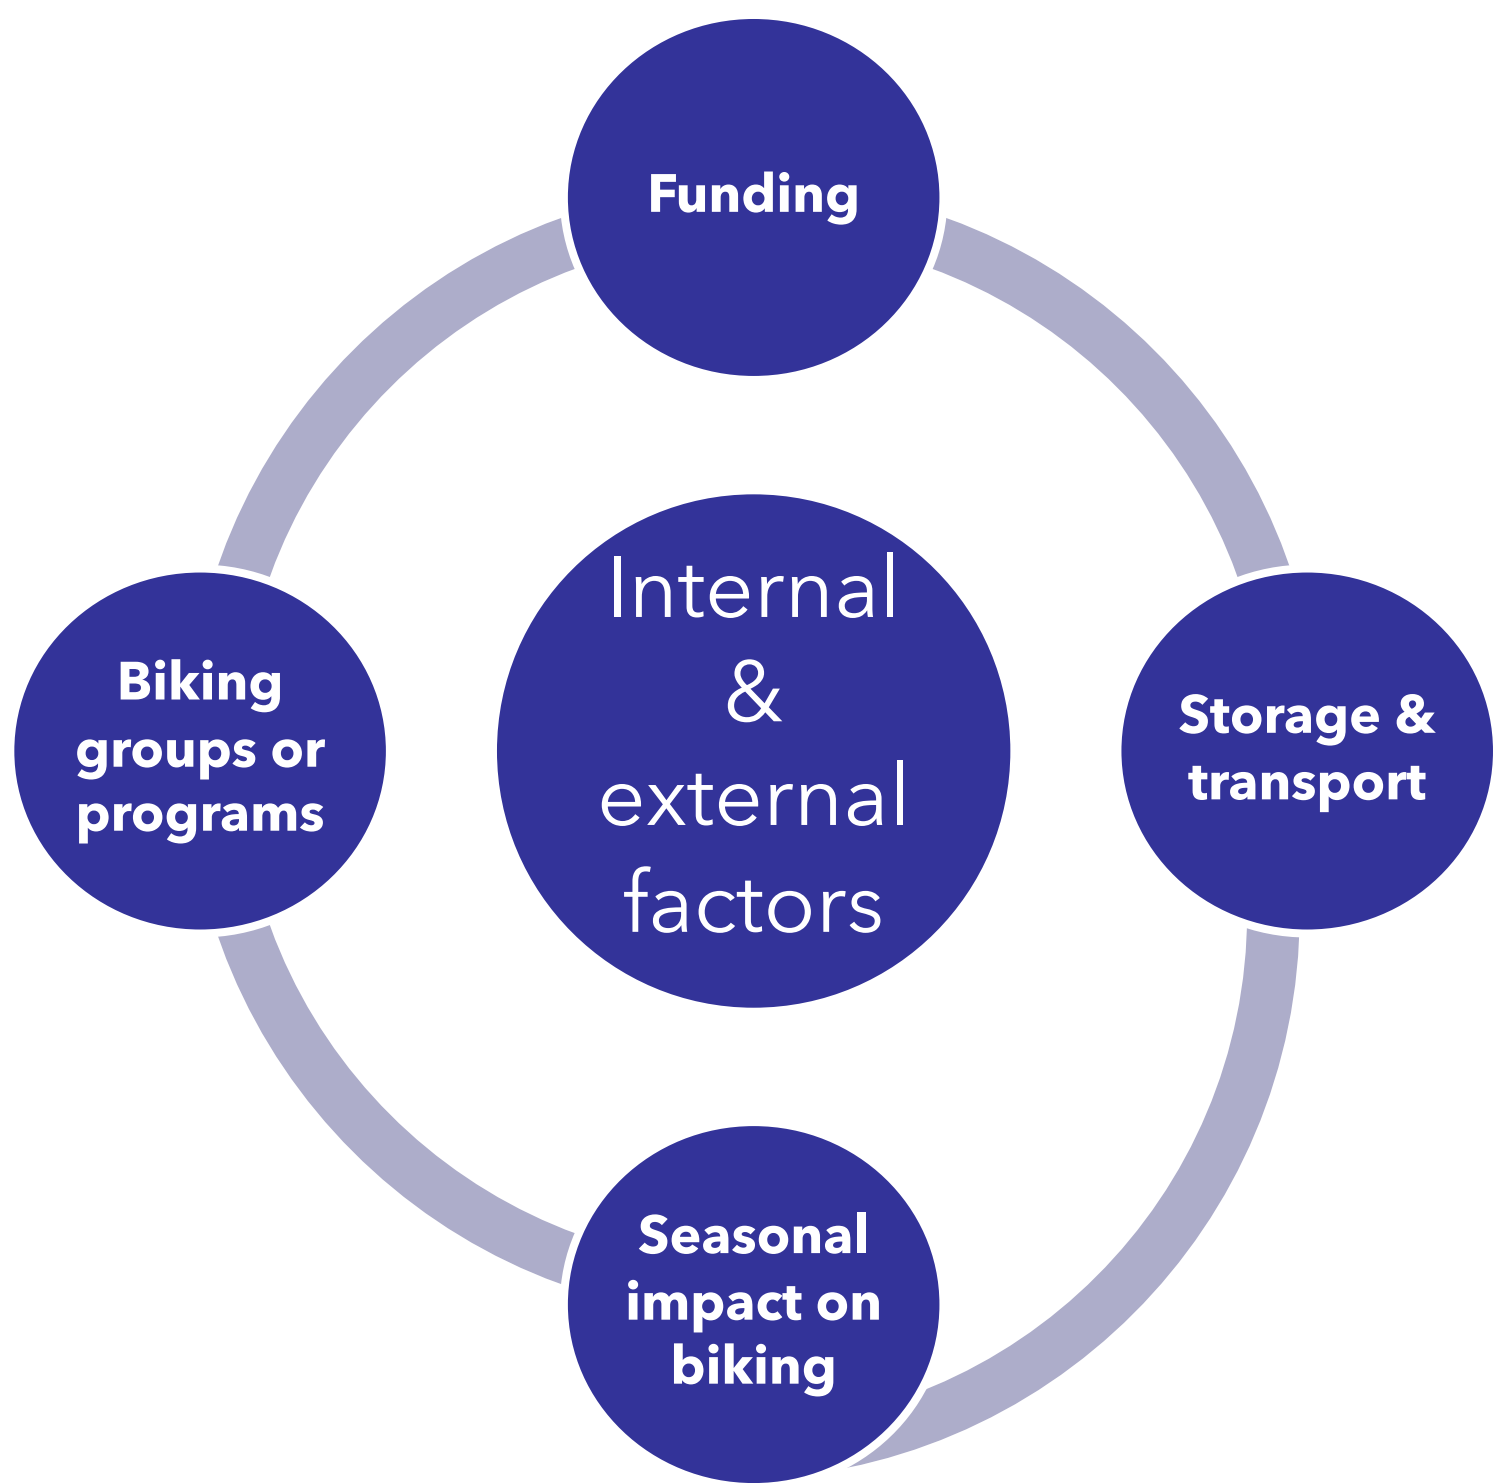 Funding
Internal
&
external
factors
Biking
groups or
programs
Storage &
transport
Seasonal
impact on
biking